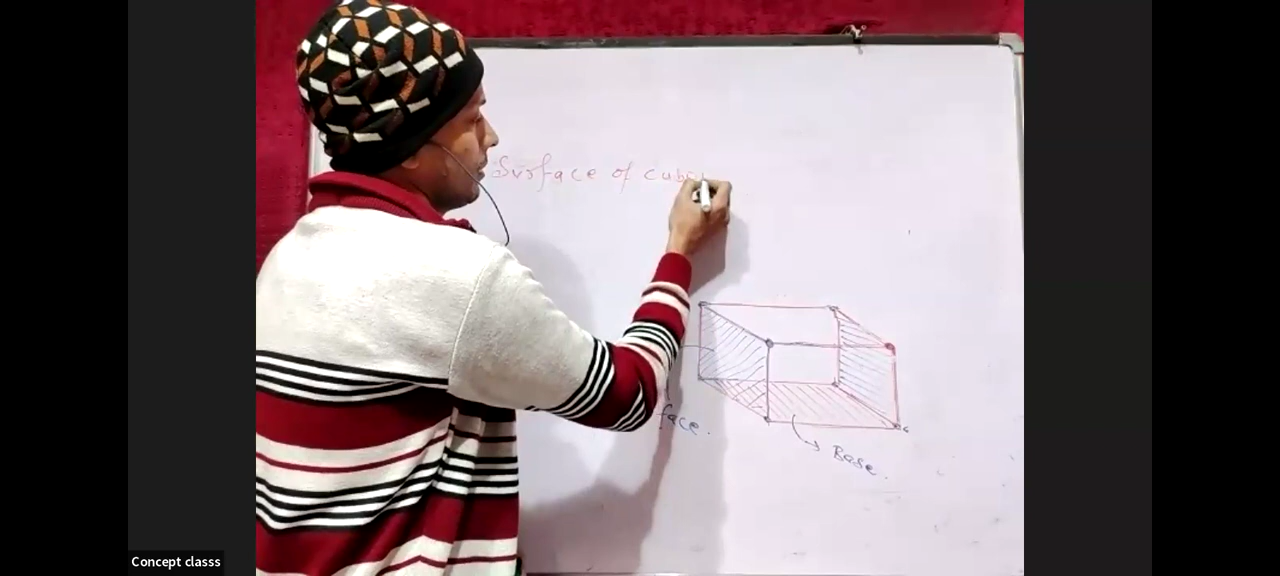 Surface of cube
face.
Base.
Concept classs